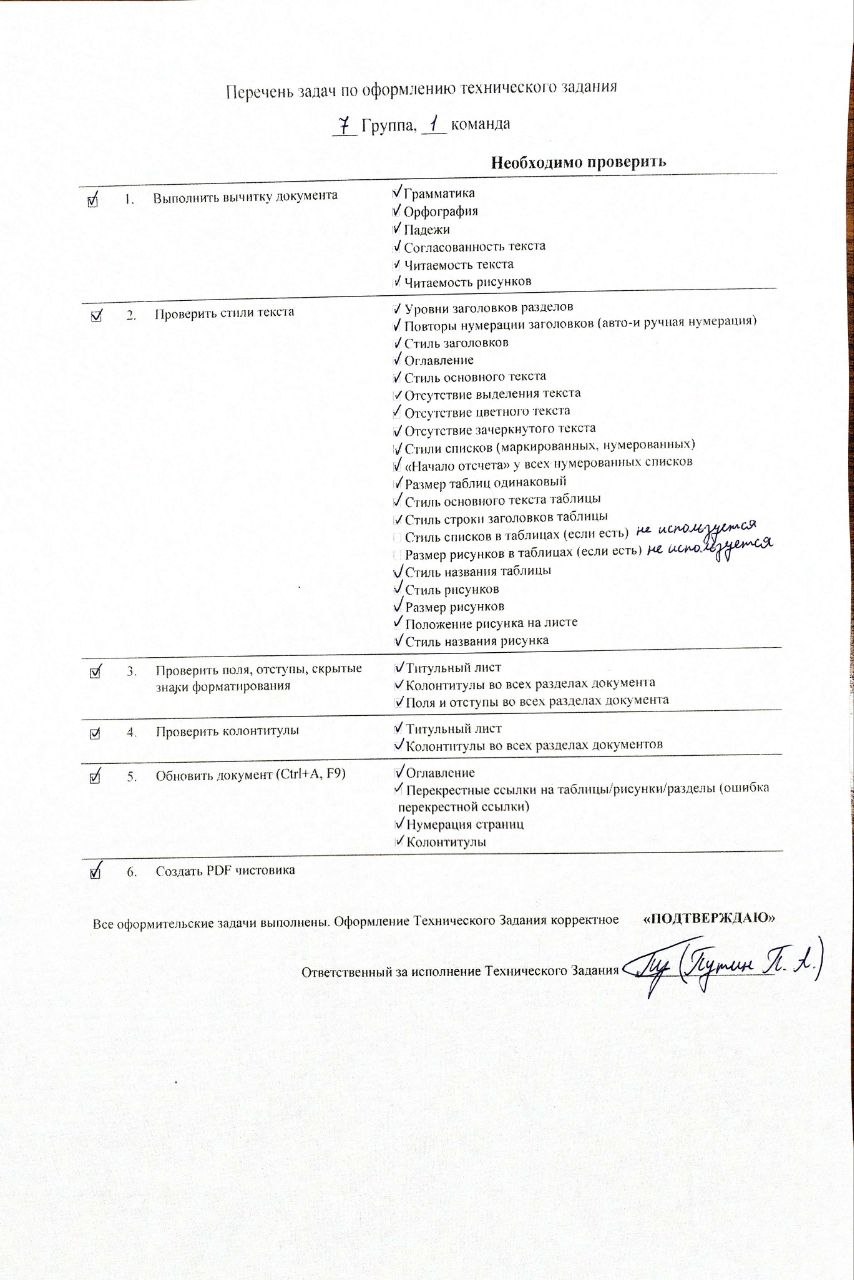 Перечень задач по оформлению технического задания
7 Группа, 1 команда
Необходимо проверить
1. Выполнить вычитку документа
Грамматика
Орфография
Падежи
Согласованность текста
Читаемость текста
Читаемость рисунков
2. Проверить стили текста
Уровни заголовков разделов
Повторы нумерации заголовков (авто-и ручная нумерация)
Стиль заголовков
Оглавление
Стиль основного текста
Отсутствие выделения текста
Отсутствие цветного текста
Отсутствие зачеркнутого текста
Стили списков (маркированных, нумерованных)
«Начало отсчета» у всех нумерованных списков
Размер таблиц одинаковый
Стиль основного текста таблицы
Стиль строки заголовков таблицы
Стиль списков в таблицах (если есть) не используется
Размер рисунков в таблицах (если есть) не используется
Стиль названия таблицы
Стиль рисунков
Размер рисунков
Положение рисунка на листе
Стиль названия рисунка
3. Проверить поля, отступы, скрытые
знаки форматирования
Титульный лист
Колонтитулы во всех разделах документа
Поля и отступы во всех разделах документа
4. Проверить колонтитулы
Титульный лист
Колонтитулы во всех разделах документов
5. Обновить документ (Ctrl+A, F9)
Оглавление
Перекрестные ссылки на таблицы/рисунки/разделы (ошибка
перекрестной ссылки)
Нумерация страниц
Колонтитулы
6. Создать PDF чистовика
Все оформительские задачи выполнены. Оформление Технического Задания корректное «ПОДТВЕРЖДАЮ»
Ответственный за исполнение Технического Задания (Путин П. А.)